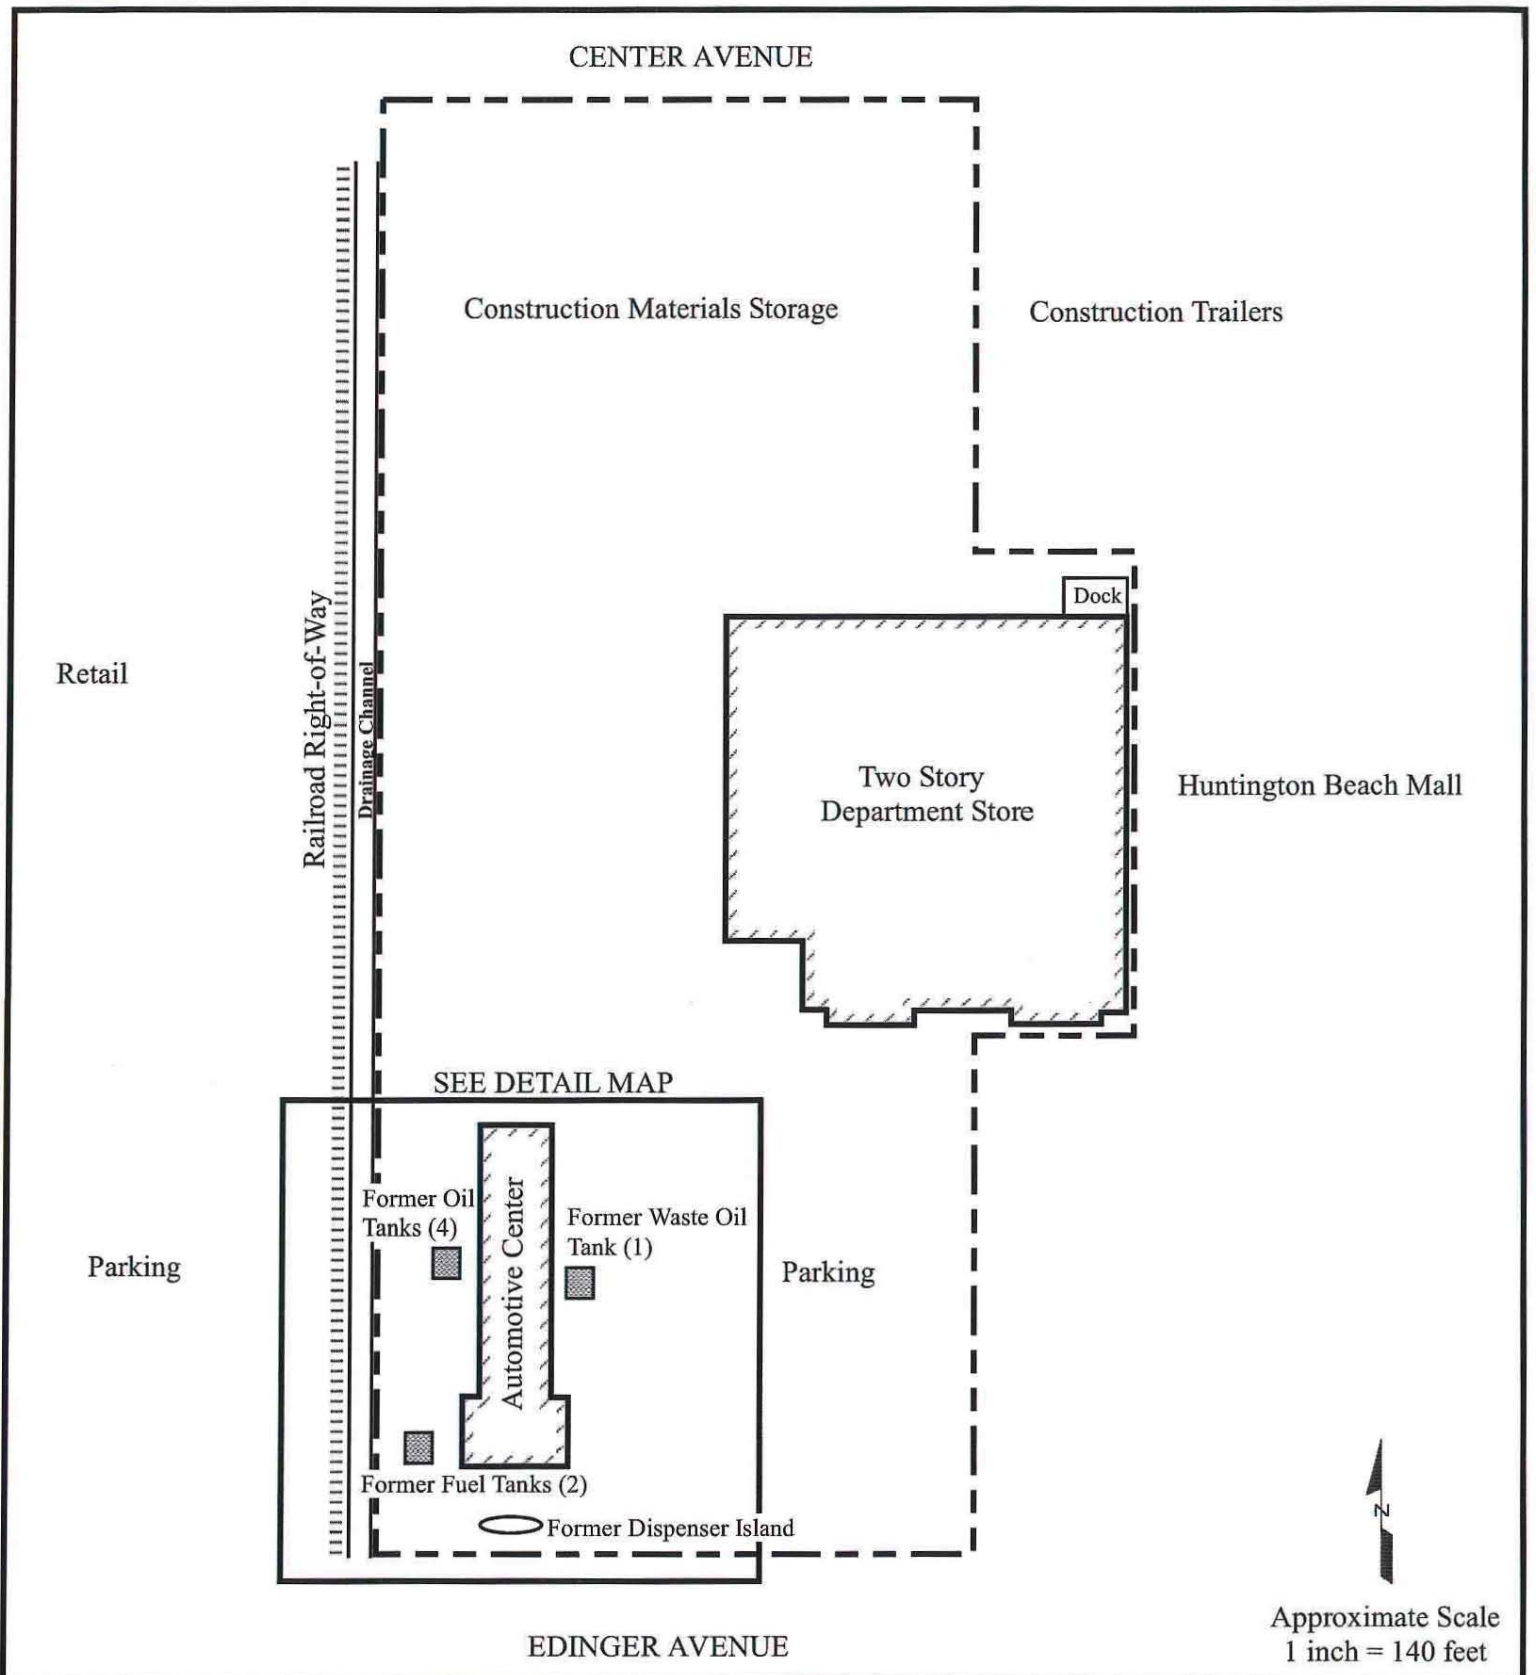 CENTER AVENUE
Construction Materials Storage
Construction Trailers
Dock
Railroad Right-of-Way
Drainage Channel
Retail
Two Story
Department Store
Huntington Beach Mall
SEE DETAIL MAP
Former Oil
Tanks (4)
Automotive Center
Former Waste Oil
Tank (1)
Parking
Parking
Former Fuel Tanks (2)
Former Dispenser Island
N
Approximate Scale
1 inch = 140 feet
EDINGER AVENUE